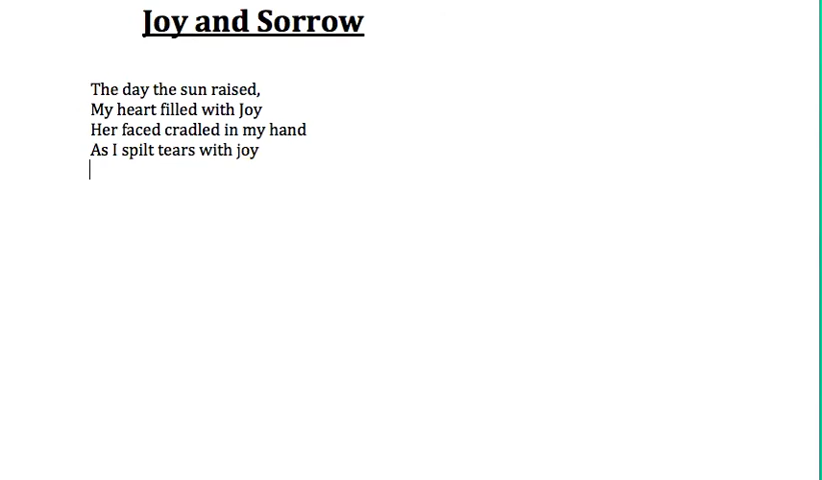 Joy and Sorrow
The day the sun raised,
My heart filled with Joy
Her faced cradled in my hand
As I spilt tears with joy